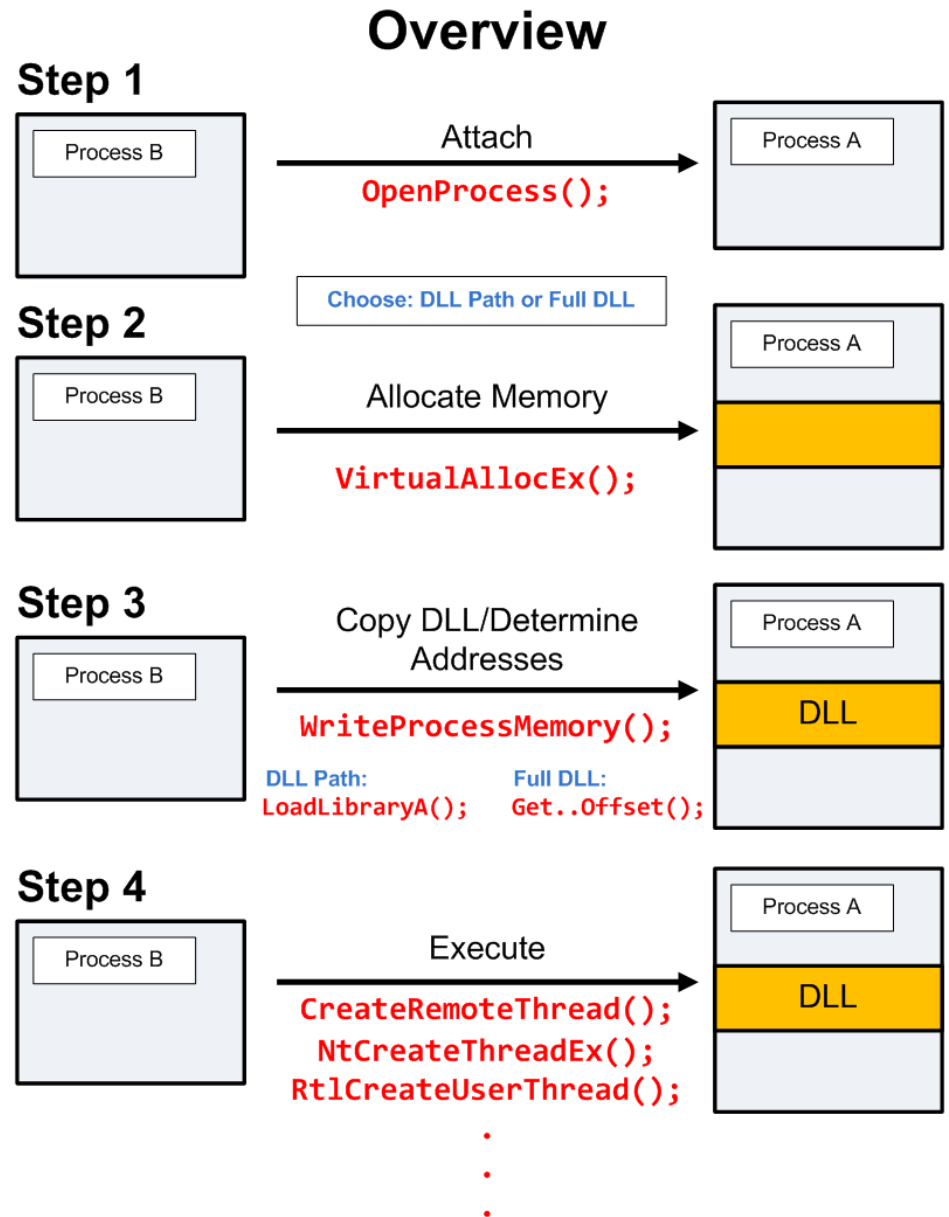 Overview
Step 1
Process B
Attach
OpenProcess();
Process A
Choose: DLL Path or Full DLL
Step 2
Process B
Allocate Memory
VirtualAllocEx();
Process A
Step 3
Process B
Copy DLL/Determine
Addresses
WriteProcessMemory();
DLL Path:
LoadLibraryA();
Full DLL:
Get..Offset();
Process A
DLL
Step 4
Process B
Execute
CreateRemoteThread();
NtCreateThreadEx();
RtlCreateUserThread();
.
.
.
Process A
DLL